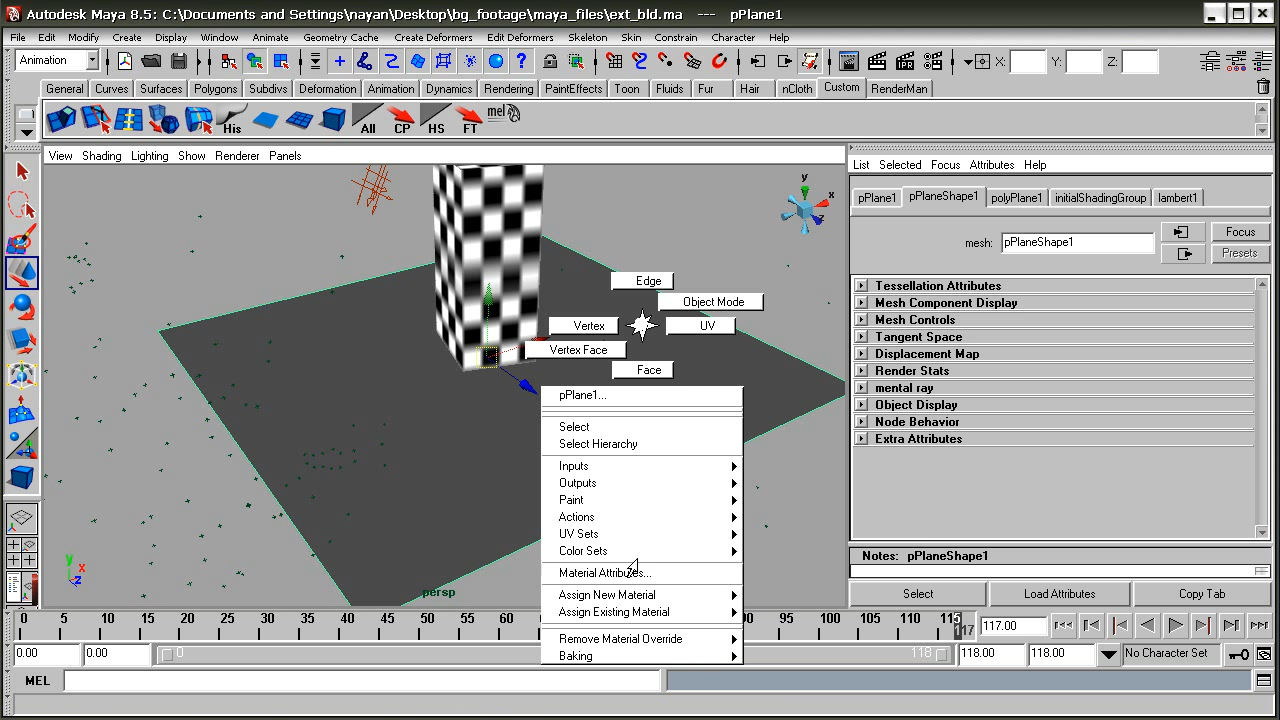 Autodesk Maya 8.5: C:\Documents and Settings\nayan\Desktop\bg_footage\maya_files\ext_bld.ma --- pPlane1
File Edit Modify Create Display Window Animate Geometry Cache Create Deformers Edit Deformers Skeleton Skin Constrain Character Help
Animation X: Y: Z:
General Curves Surfaces Polygons Subdivs Deformation Animation Dynamics Rendering PaintEffects Toon Fluids Fur Hair nCloth Custom RenderMan
His All CP HS FT mel
View Shading Lighting Show Renderer Panels
List Selected Focus Attributes Help
pPlane1 pPlaneShape1 polyPlane1 initialShadingGroup lambert1
mesh: pPlaneShape1
Focus
Presets
Tessellation Attributes
Mesh Component Display
Mesh Controls
Tangent Space
Displacement Map
Render Stats
mental ray
Object Display
Node Behavior
Extra Attributes
Notes: pPlaneShape1
Select Load Attributes Copy Tab
y
x
z
Edge
Object Mode
Vertex UV
Vertex Face
Face
pPlane1...
Select
Select Hierarchy
Inputs
Outputs
Paint
Actions
UV Sets
Color Sets
Material Attributes...
Assign New Material
Assign Existing Material
Remove Material Override
Baking
y
x
z
persp
0 5 10 15 20 25 30 35 40 45 50 55 60 90 95 100 105 110 115
117
117.00
0.00 0.00 0 118 118.00 118.00 No Character Set
MEL